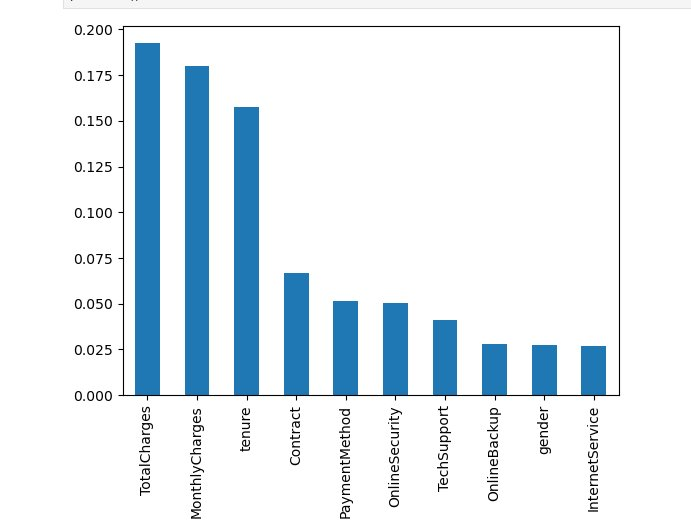 0.200
0.175
0.150
0.125
0.100
0.075
0.050
0.025
0.000
TotalCharges
MonthlyCharges
tenure
Contract
PaymentMethod
OnlineSecurity
TechSupport
OnlineBackup
gender
InternetService